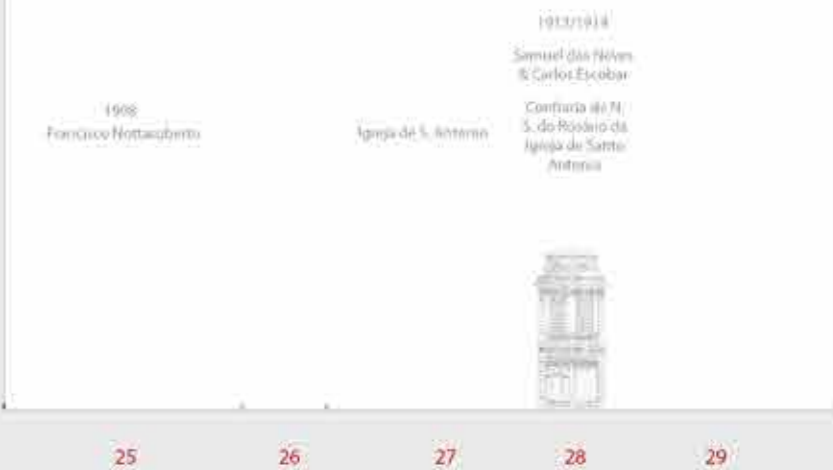 1908
Francisco Nottaroberto
Igreja de S. Antonio
1913/1914
Samuel das Neves
& Carlos Escobar
Confraria de N.
S. do Rosário da
Igreja de Santo
Antonio
25 26 27 28 29